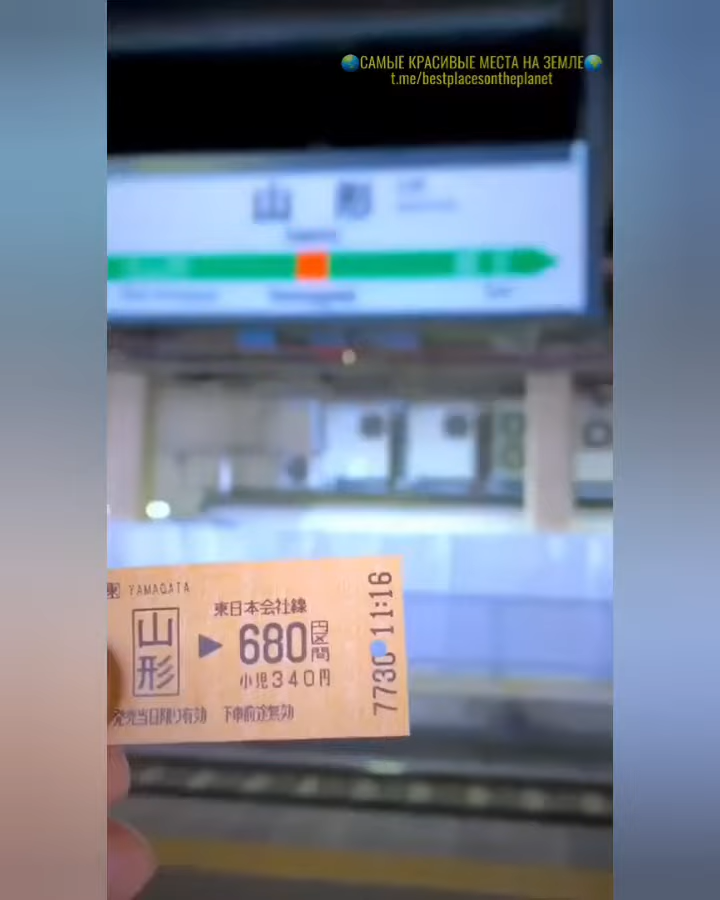 🌏САМЫЕ КРАСИВЫЕ МЕСТА НА ЗЕМЛЕ🌍
t.me/bestplacesontheplanet
山 形
東 YAMAGATA
山形
東日本会社線
▶ 680円区間
小児340円
発売当日限り有効 下車前途無効
7730 11:16